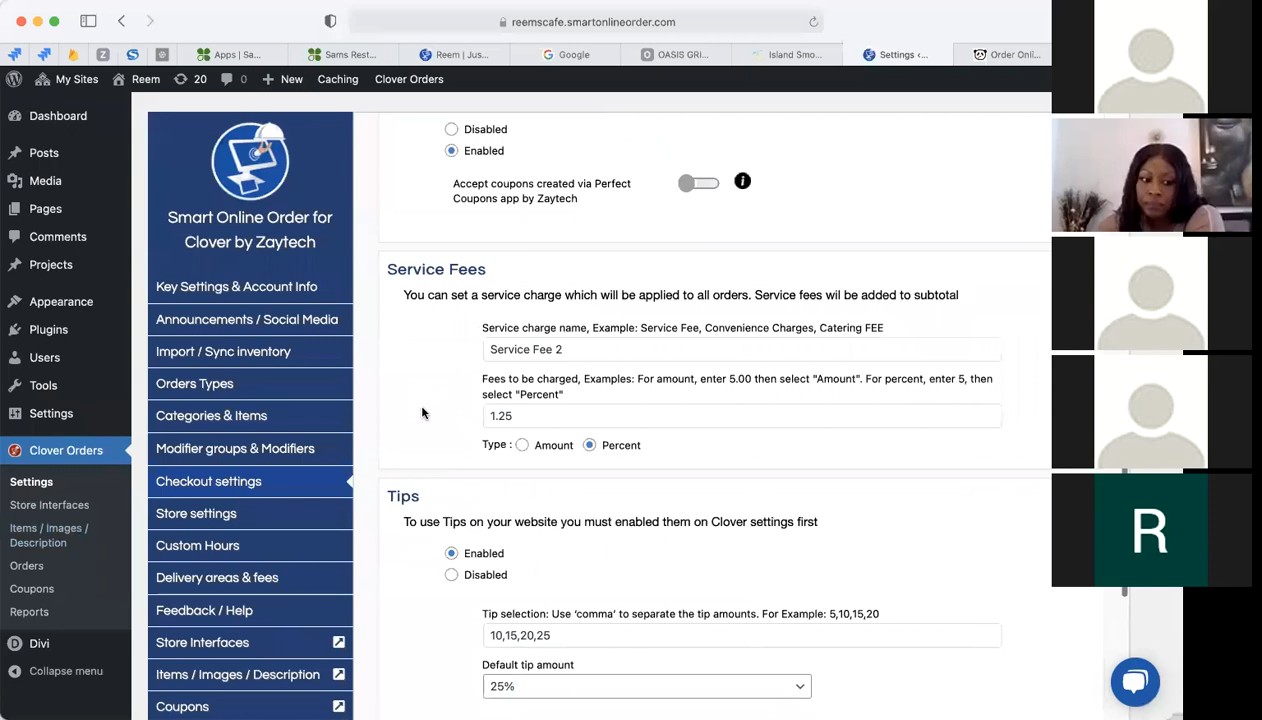 reemscafe.smartonlineorder.com
Apps | Sa...
Sams Rest...
Reem | Jus...
Google
OASIS GRI...
Island Smo...
Settings ‹...
Order Onli...
My Sites
Reem
20
0
New
Caching
Clover Orders
Dashboard
Posts
Media
Pages
Comments
Projects
Appearance
Plugins
Users
Tools
Settings
Clover Orders
Settings
Store Interfaces
Items / Images /
Description
Orders
Coupons
Reports
Divi
Collapse menu
Smart Online Order for
Clover by Zaytech
Key Settings & Account Info
Announcements / Social Media
Import / Sync inventory
Orders Types
Categories & Items
Modifier groups & Modifiers
Checkout settings
Store settings
Custom Hours
Delivery areas & fees
Feedback / Help
Store Interfaces
Items / Images / Description
Coupons
Disabled
Enabled
Accept coupons created via Perfect
Coupons app by Zaytech
Service Fees
You can set a service charge which will be applied to all orders. Service fees wil be added to subtotal
Service charge name, Example: Service Fee, Convenience Charges, Catering FEE
Service Fee 2
Fees to be charged, Examples: For amount, enter 5.00 then select "Amount". For percent, enter 5, then
select "Percent"
1.25
Type : Amount Percent
Tips
To use Tips on your website you must enabled them on Clover settings first
Enabled
Disabled
Tip selection: Use ‘comma’ to separate the tip amounts. For Example: 5,10,15,20
10,15,20,25
Default tip amount
25%
R